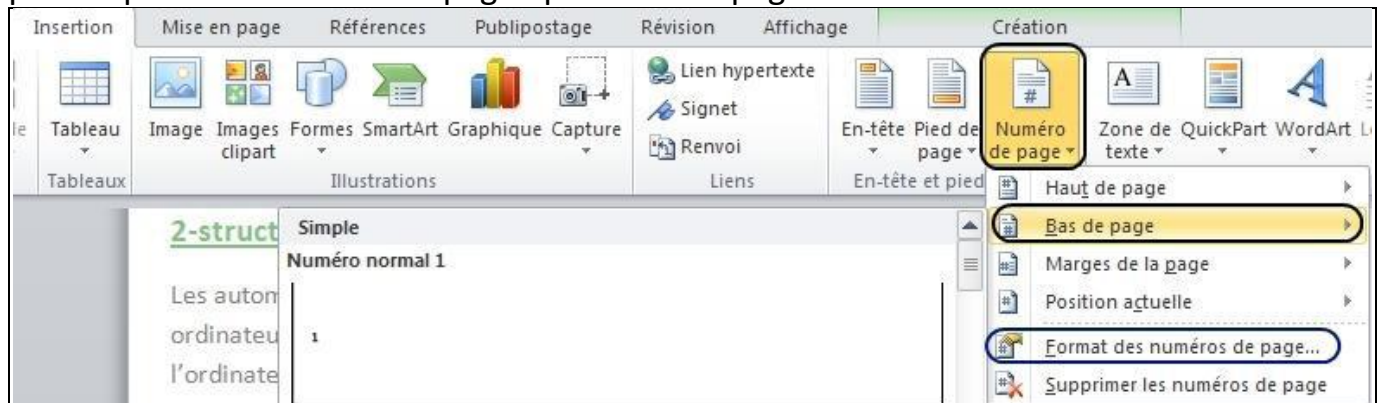 Insertion Mise en page Références Publipostage Révision Affichage Création
Tableau
Image
Images clipart
Formes
SmartArt
Graphique
Capture
Lien hypertexte
Signet
Renvoi
En-tête
Pied de page
Numéro de page
Zone de texte
QuickPart
WordArt
Tableaux Illustrations Liens En-tête et pied
Haut de page
Bas de page
Marges de la page
Position actuelle
Format des numéros de page...
Supprimer les numéros de page
Simple
Numéro normal 1
1
2-struct
Les autom
ordinateu
l'ordinate